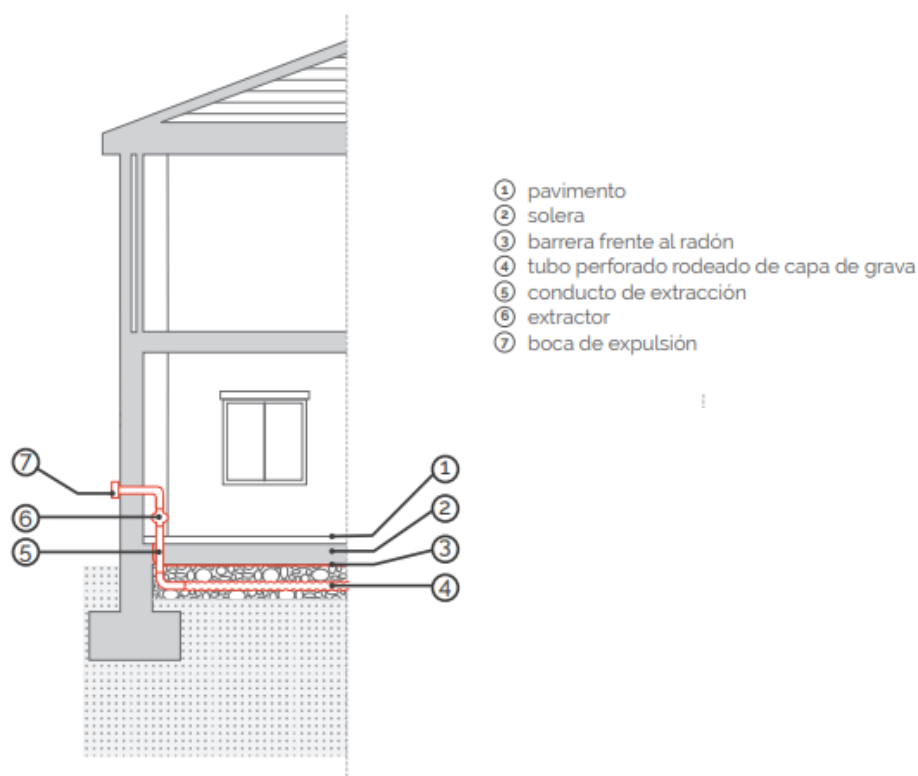 ① pavimento
② solera
③ barrera frente al radón
④ tubo perforado rodeado de capa de grava
⑤ conducto de extracción
⑥ extractor
⑦ boca de expulsión
⑦
①
⑥
②
⑤
③
④